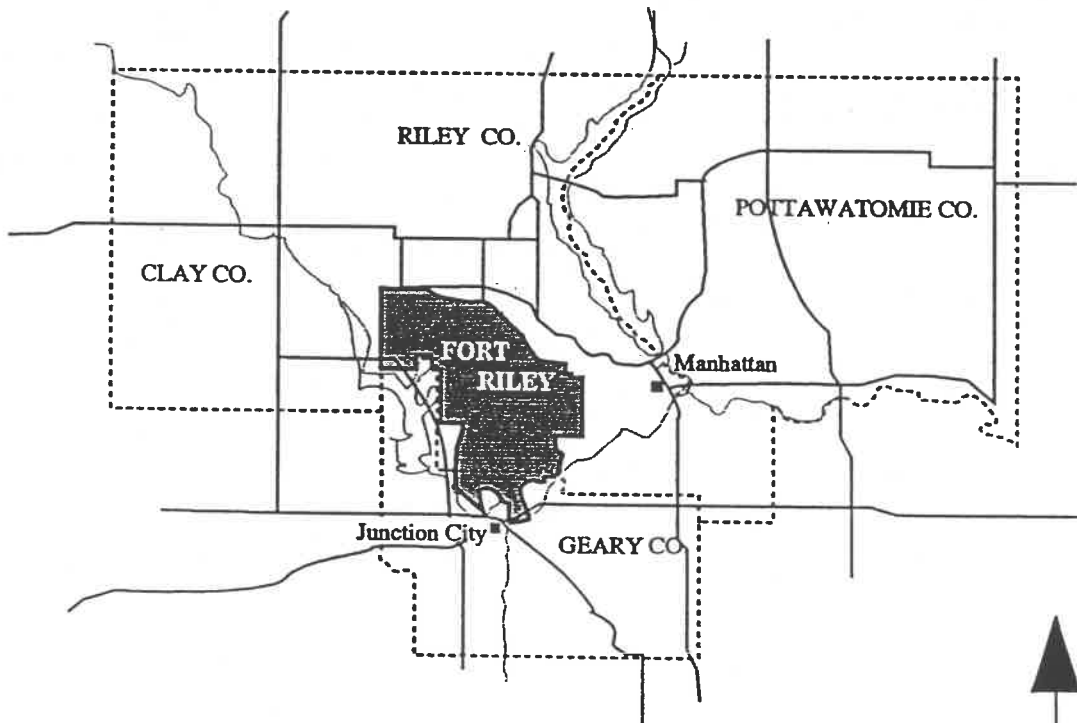 RILEY CO.
POTTAWATOMIE CO.
CLAY CO.
FORT
RILEY
Manhattan
Junction City
GEARY CO